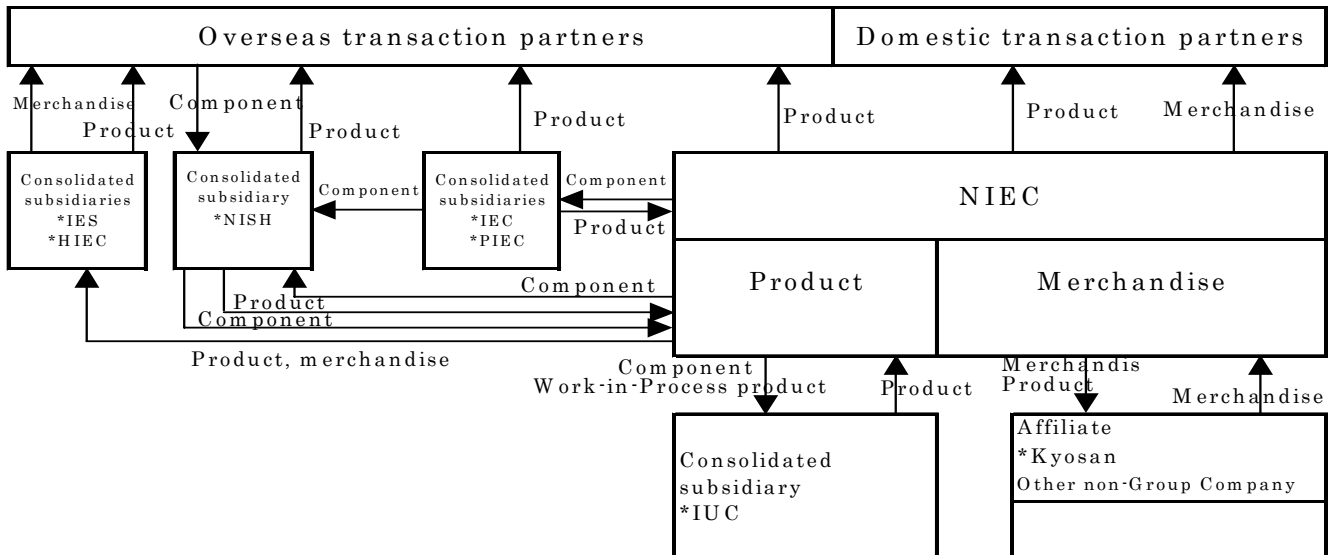 Overseas transaction partners
Domestic transaction partners
Merchandise
Product
Component
Product
Product
Product
Product
Merchandise
Consolidated
subsidiaries
*IES
*HIEC
Consolidated
subsidiary
*NISH
Component
Consolidated
subsidiaries
*IEC
*PIEC
Component
Product
NIEC
Product
Merchandise
Component
Product
Component
Product, merchandise
Component
Work-in-Process product
Product
Merchandis
Product
Merchandise
Consolidated
subsidiary
*IUC
Affiliate
*Kyosan
Other non-Group Company